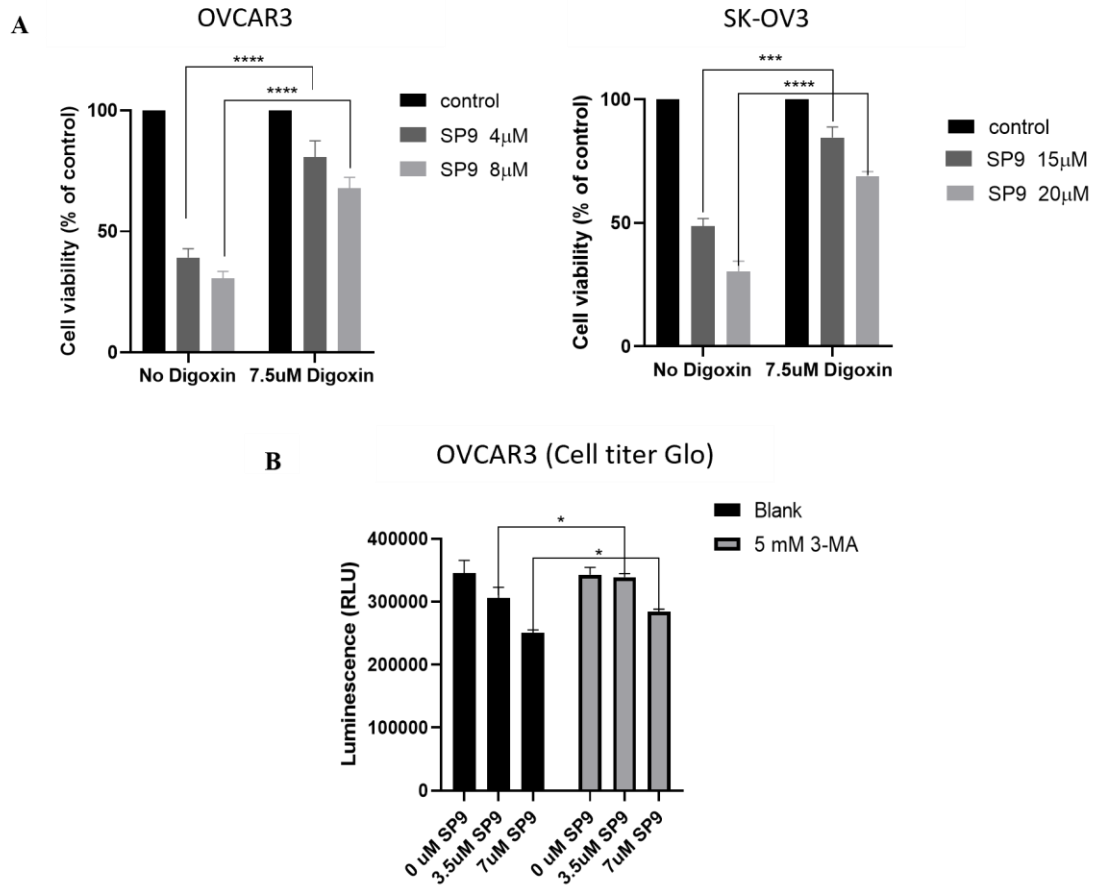 A
OVCAR3
SK-OV3
****
****
control
SP9 4μM
SP9 8μM
Cell viability (% of control)
100
50
0
No Digoxin
7.5uM Digoxin
***
****
control
SP9 15μM
SP9 20μM
Cell viability (% of control)
100
50
0
No Digoxin
7.5uM Digoxin
B
OVCAR3 (Cell titer Glo)
Blank
5 mM 3-MA
*
*
Luminescence (RLU)
400000
300000
200000
100000
0
0 uM SP9
3.5uM SP9
7uM SP9
0 uM SP9
3.5uM SP9
7uM SP9